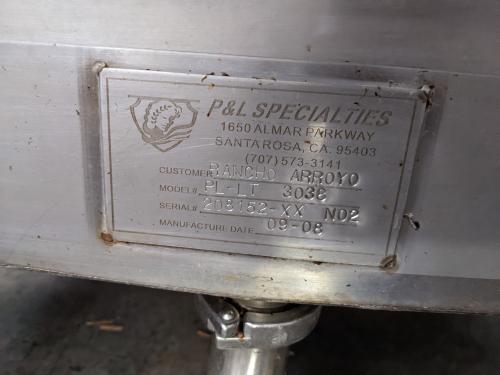 P&L SPECIALTIES
1650 ALMAR PARKWAY
SANTA ROSA, CA. 95403
(707) 573-3141
CUSTOMER RANCHO ARROYO
MODEL# PL-LT 3036
SERIAL# 208152-XX NO2
MANUFACTURE DATE 09-08